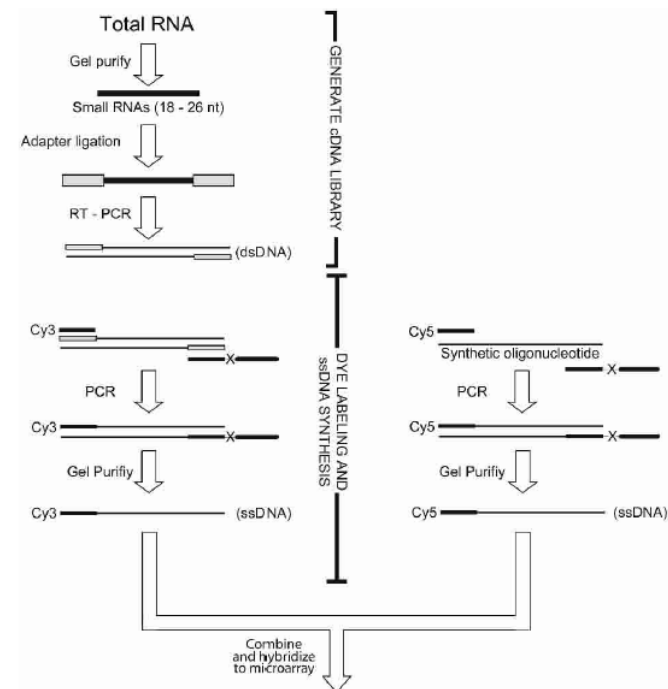 Total RNA
Gel purify
Small RNAs (18 - 26 nt)
Adapter ligation
RT - PCR
(dsDNA)
GENERATE cDNA LIBRARY
Cy3
X
PCR
Cy3
X
Gel Purifiy
Cy3
(ssDNA)
DYE LABELING AND
ssDNA SYNTHESIS
Cy5
Synthetic oligonucleotide
X
PCR
Cy5
X
Gel Purifiy
Cy5
(ssDNA)
Combine
and hybridize
to microarray